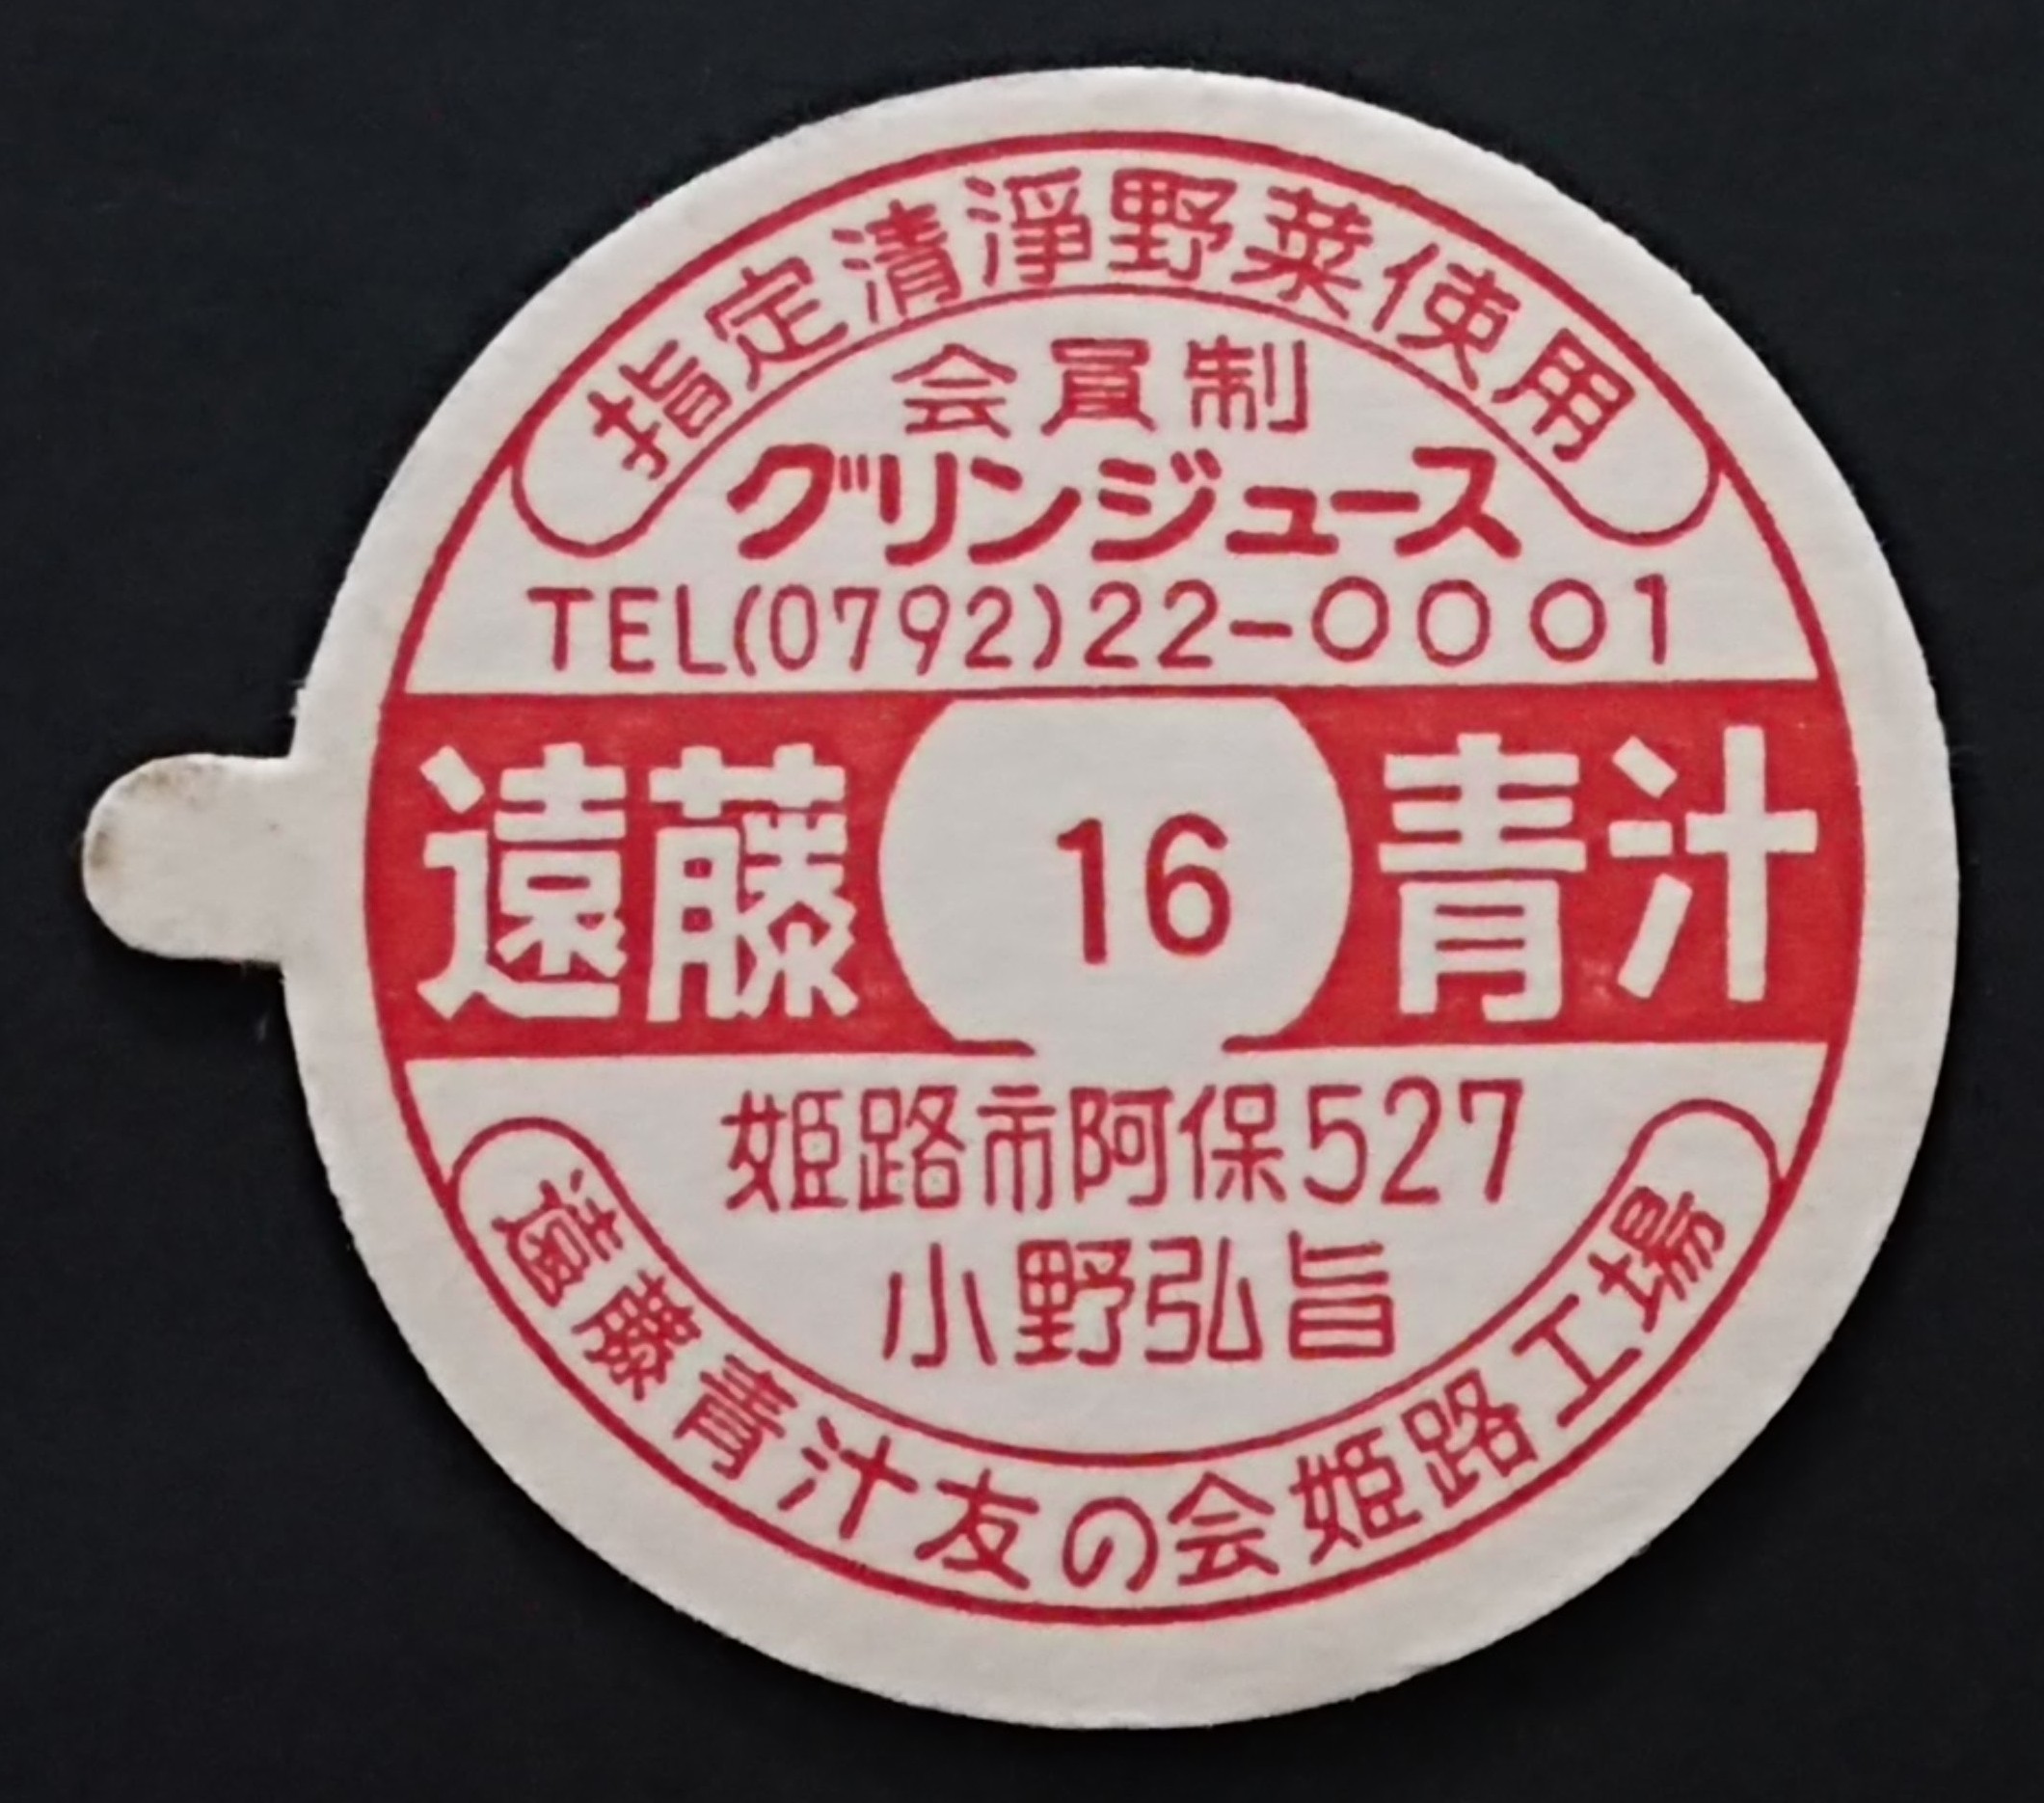 指定清淨野菜使用
会員制
グリンジュース
TEL(0792)22-0001
遠藤 16 青汁
姫路市阿保527
小野弘旨
遠藤青汁友の会姫路工場